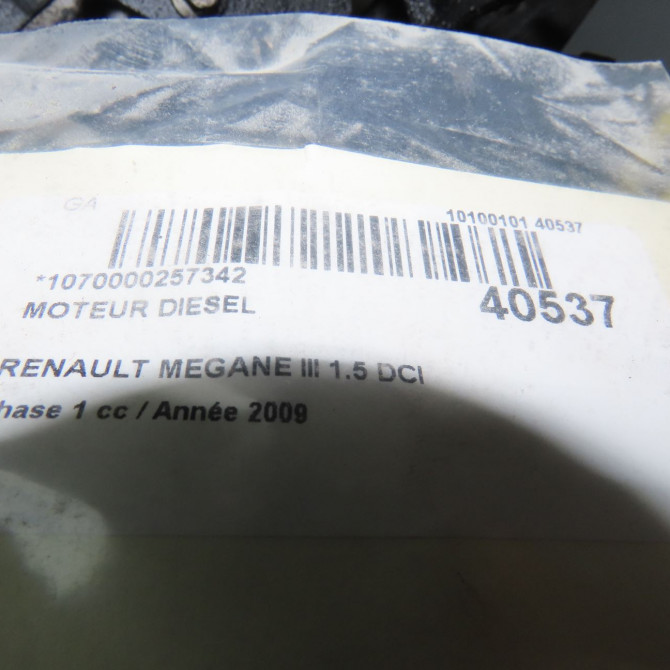 GA
10100101 40537
*1070000257342
MOTEUR DIESEL
40537
RENAULT MEGANE III 1.5 DCI
hase 1 cc / Année 2009